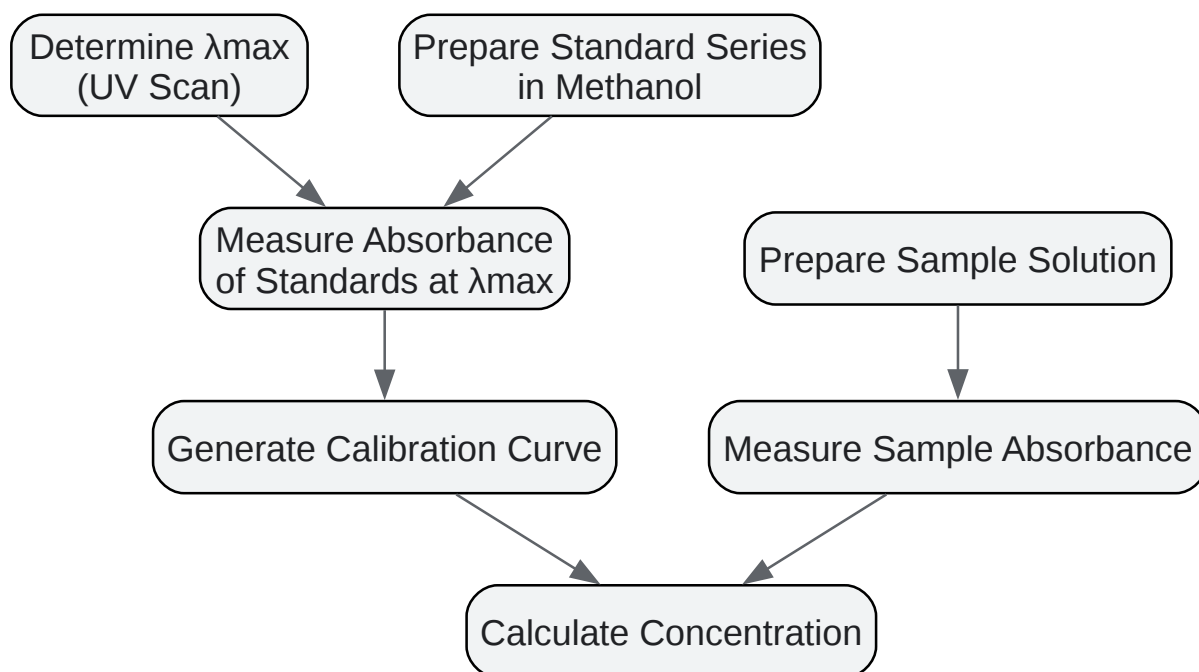 Determine λmax
(UV Scan)
Prepare Standard Series
in Methanol
Measure Absorbance
of Standards at λmax
Prepare Sample Solution
Generate Calibration Curve
Measure Sample Absorbance
Calculate Concentration